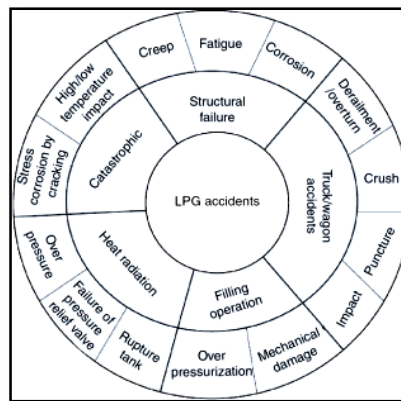 LPG accidents
Structural
failure
Creep
Fatigue
Corrosion
Truck/wagon
accidents
Derailment
/overturn
Crush
Puncture
Impact
Filling
operation
Mechanical
damage
Over
pressurization
Heat radiation
Rupture
tank
Failure of
pressure
relief valve
Over
pressure
Catastrophic
Stress
corrosion by
cracking
High/low
temperature
impact